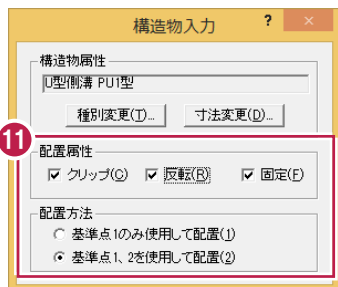 構造物入力 ? ×
構造物属性
U型側溝 PU1型
種別変更(T)... 寸法変更(D)...
11
配置属性
クリップ(C) 反転(R) 固定(F)
配置方法
基準点1のみ使用して配置(1)
基準点1、2を使用して配置(2)